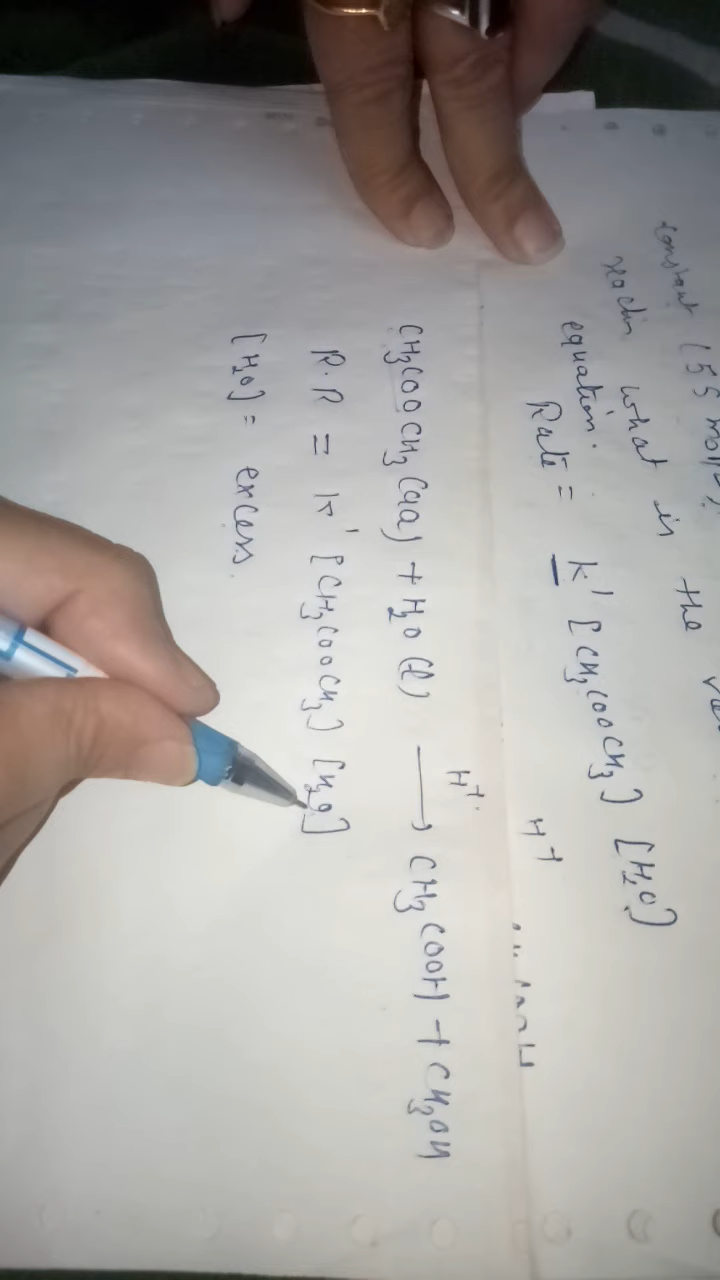 constant (55 mol
reaction what is the
equation.
Rate = k' [CH3COOCH3] [H2O]
H+
COOH
H+
CH3COOCH3 (aq) + H2O (l) ⟶ CH3COOH + CH3OH
R.R = k' [CH3COOCH3] [H2O]
[H2O] = excess.